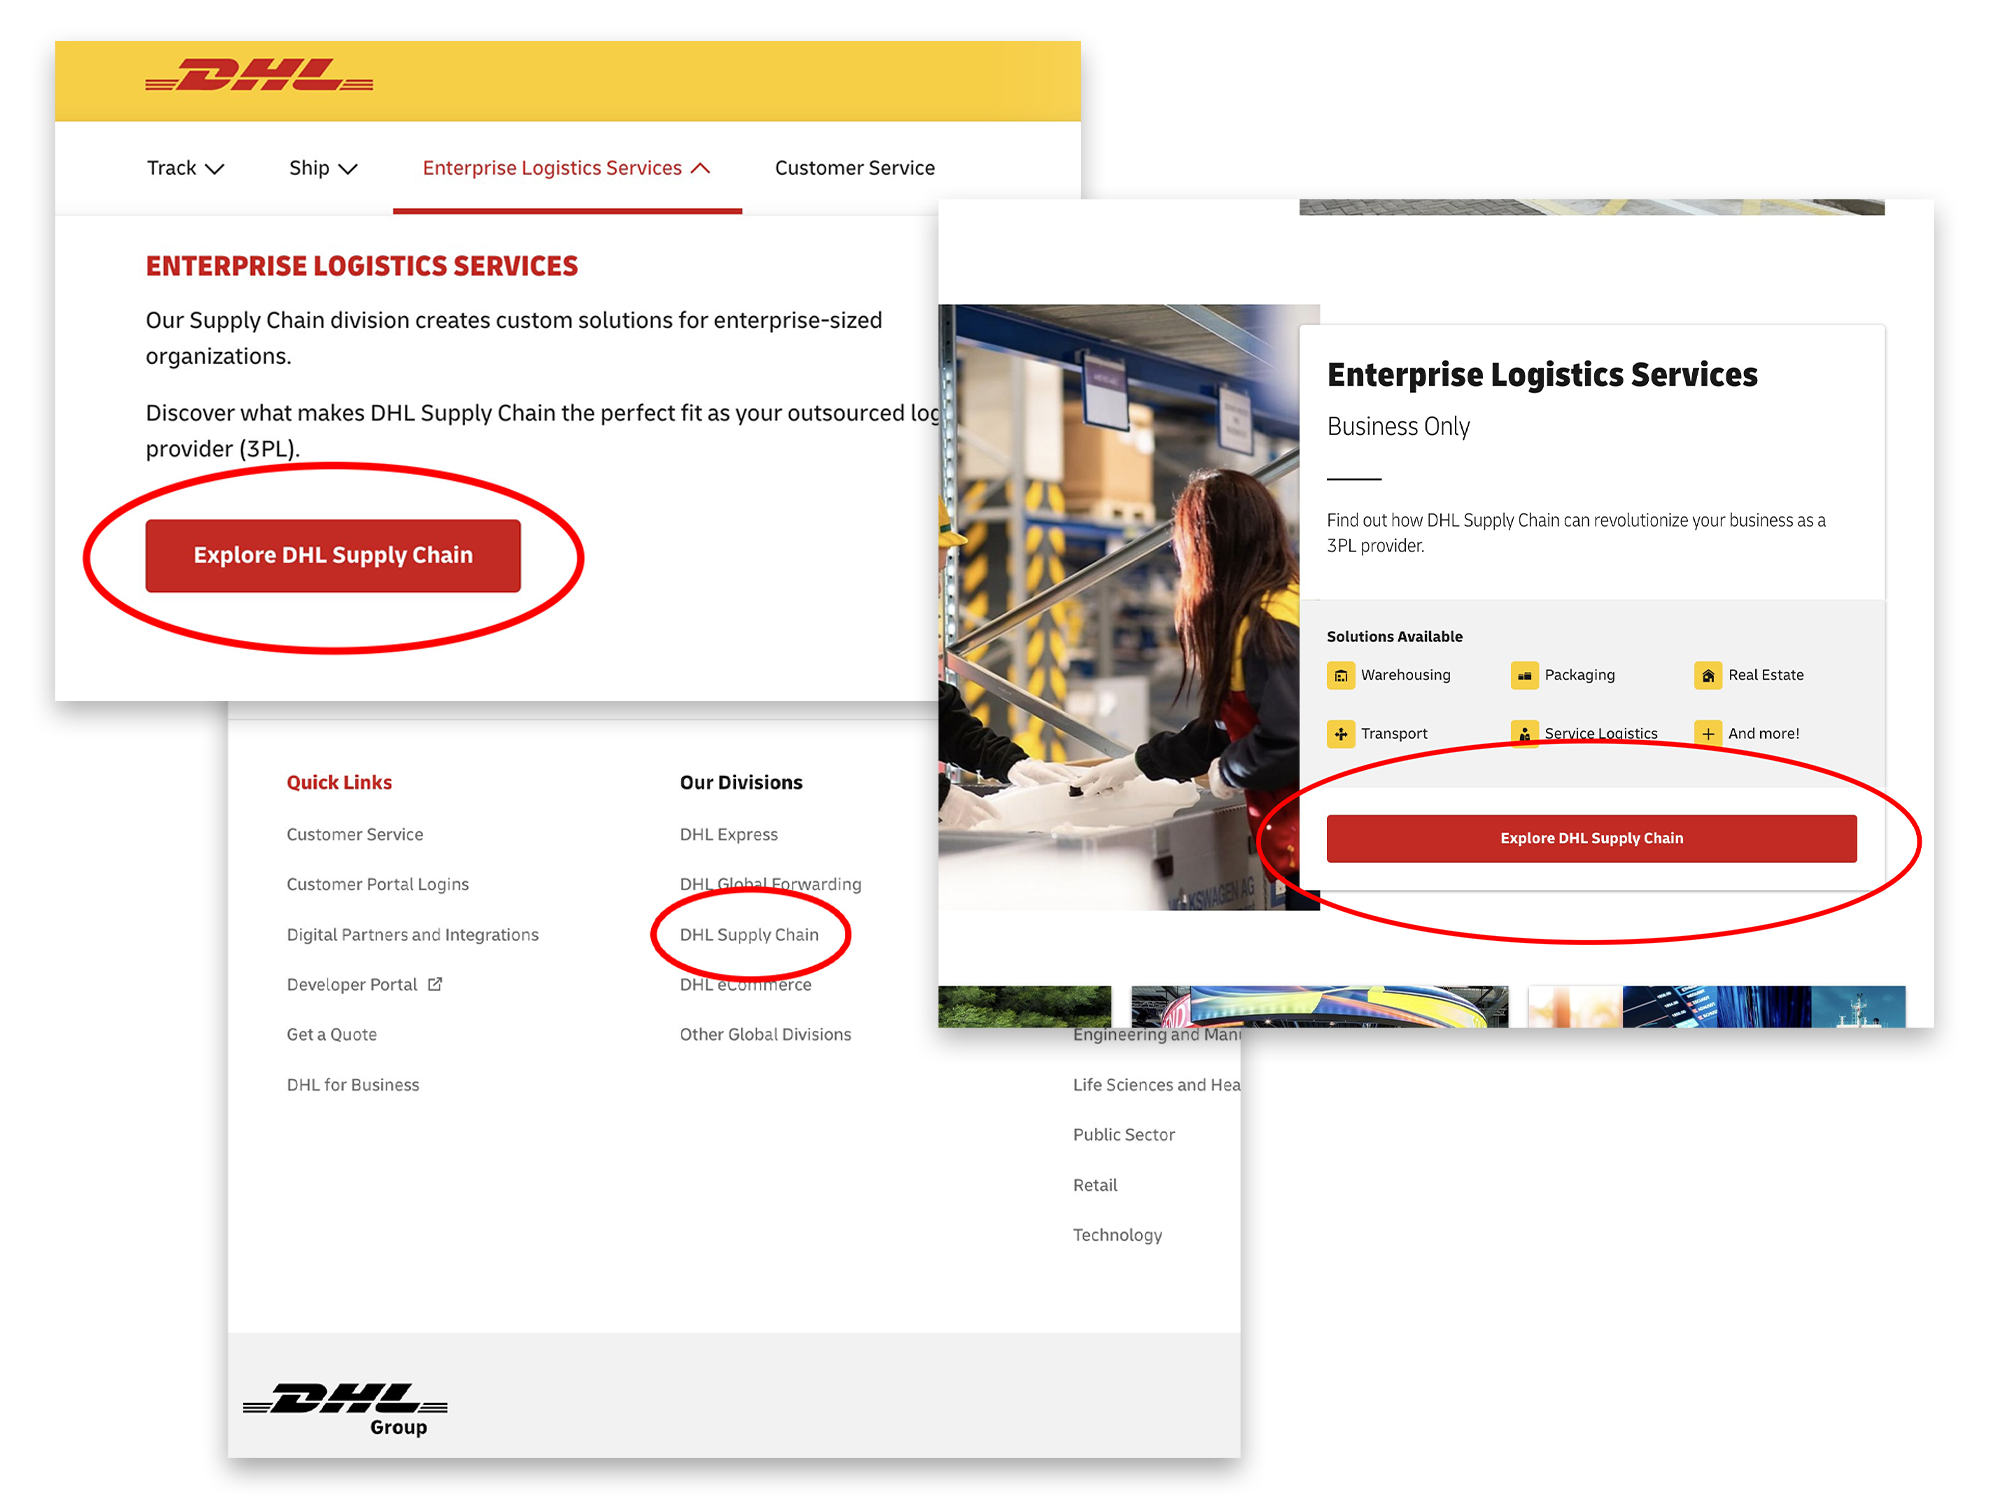 DHL
Track
Ship
Enterprise Logistics Services
Customer Service
ENTERPRISE LOGISTICS SERVICES
Our Supply Chain division creates custom solutions for enterprise-sized
organizations.
Discover what makes DHL Supply Chain the perfect fit as your outsourced log
provider (3PL).
Explore DHL Supply Chain
Enterprise Logistics Services
Business Only
Find out how DHL Supply Chain can revolutionize your business as a
3PL provider.
Solutions Available
Warehousing
Packaging
Real Estate
Transport
Service Logistics
And more!
Explore DHL Supply Chain
Quick Links
Customer Service
Customer Portal Logins
Digital Partners and Integrations
Developer Portal
Get a Quote
DHL for Business
Our Divisions
DHL Express
DHL Global Forwarding
DHL Supply Chain
DHL eCommerce
Other Global Divisions
Engineering and Manu
Life Sciences and Hea
Public Sector
Retail
Technology
DHL
Group